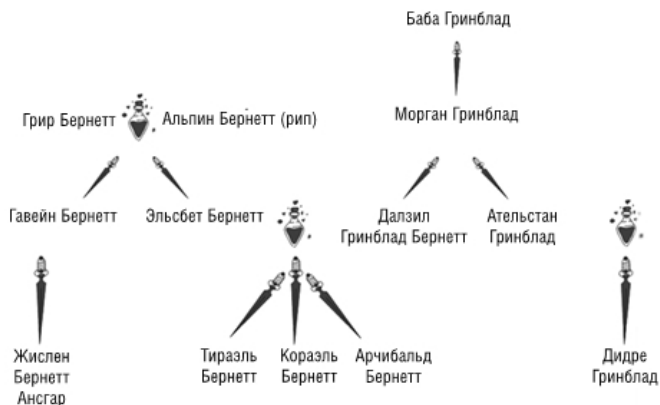 Баба Гринблад
Грир Бернетт
Альпин Бернетт (рип)
Морган Гринблад
Гавейн Бернетт
Эльсбет Бернетт
Далзил
Гринблад Бернетт
Ательстан
Гринблад
Жислен
Бернетт
Ансгар
Тираэль
Бернетт
Кораэль
Бернетт
Арчибальд
Бернетт
Дидре
Гринблад